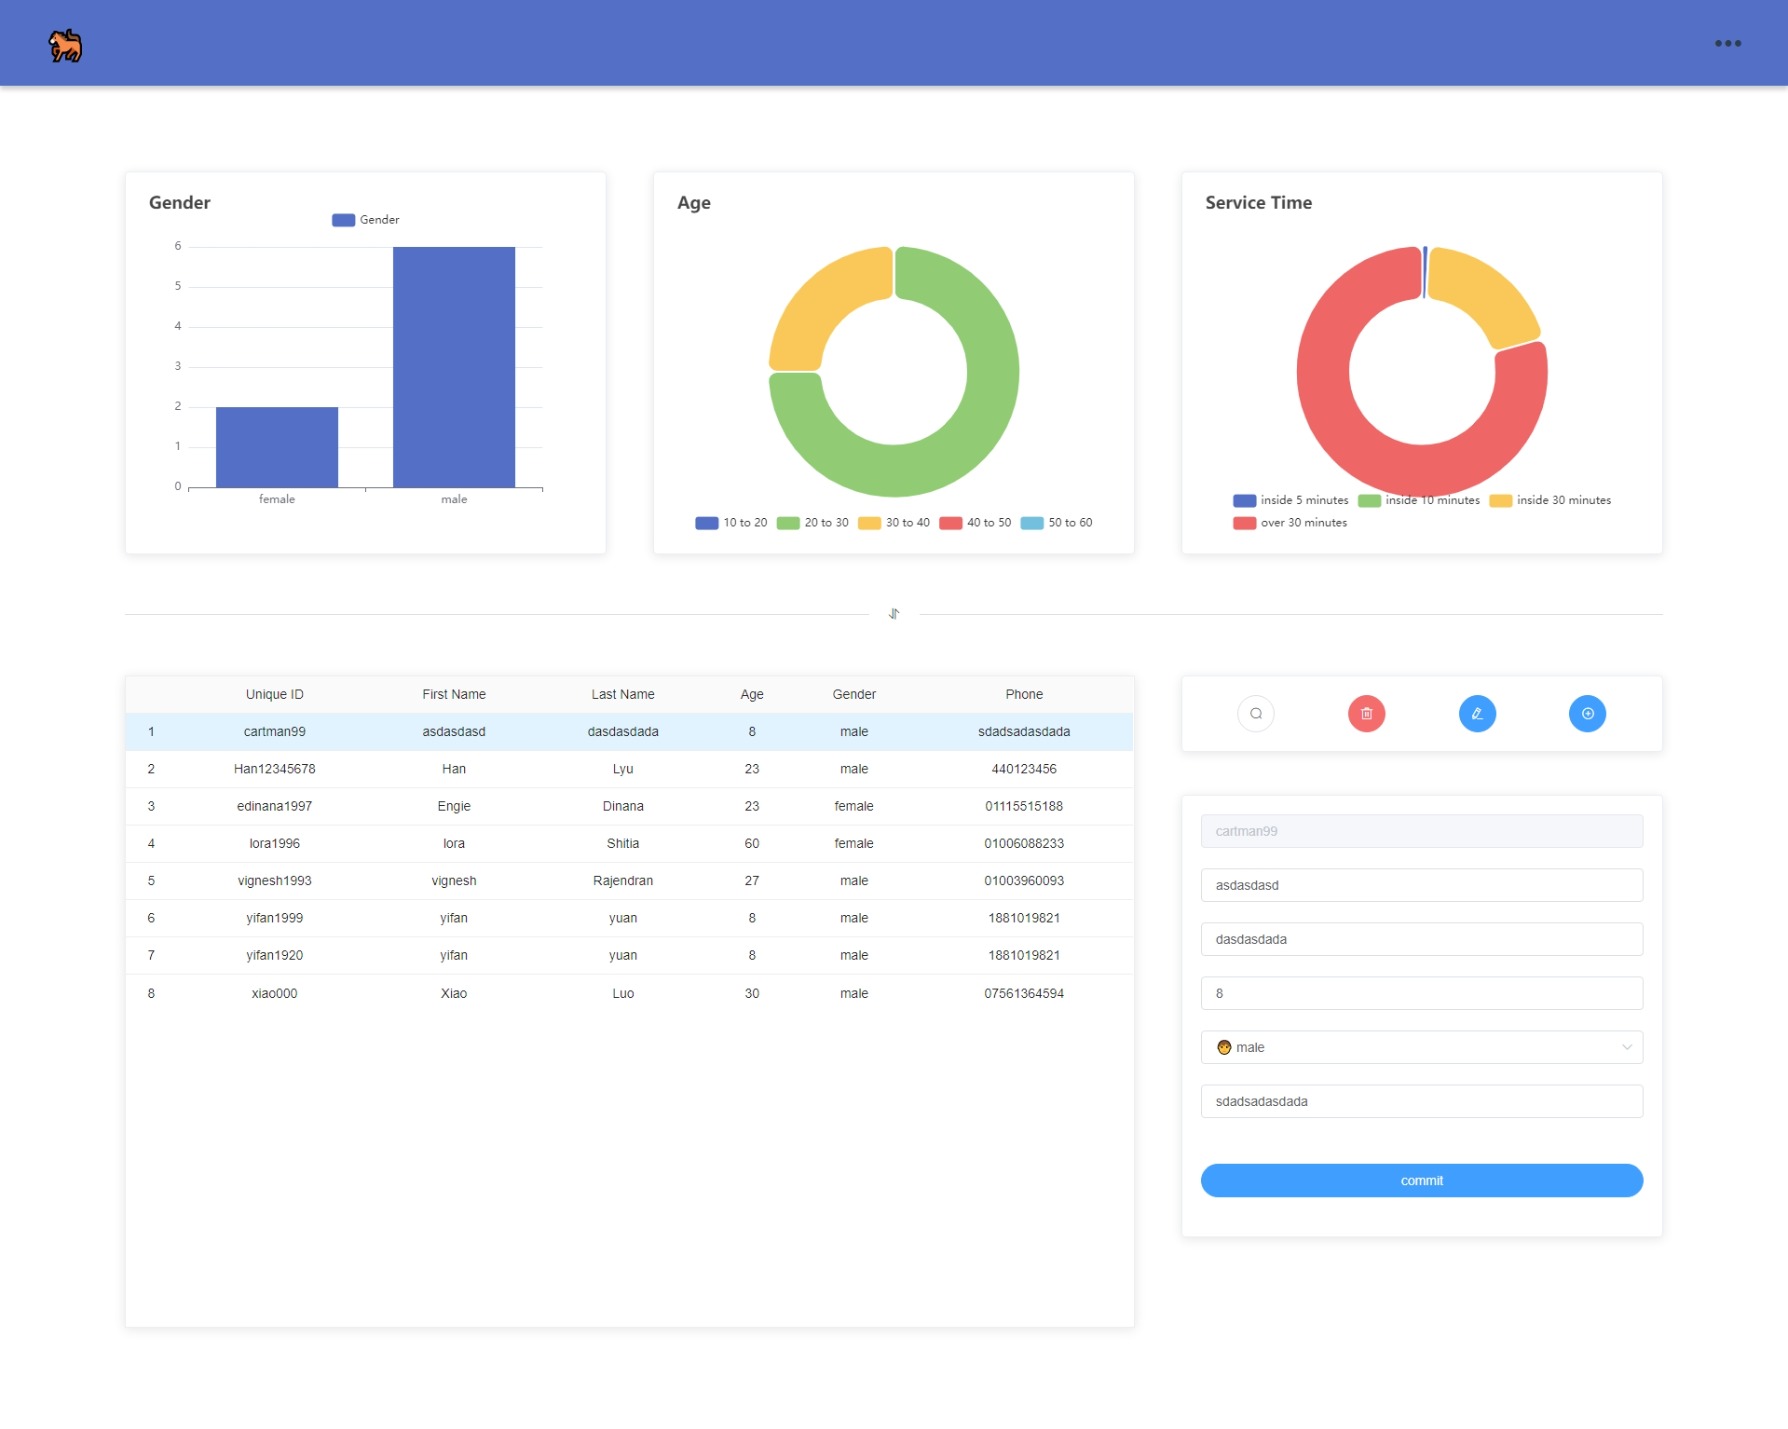 Gender
Gender
6
5
4
3
2
1
0
female male
Age
10 to 20 20 to 30 30 to 40 40 to 50 50 to 60
Service Time
inside 5 minutes inside 10 minutes inside 30 minutes
over 30 minutes
Unique ID First Name Last Name Age Gender Phone
1 cartman99 asdasdasd dasdasdada 8 male sdadsadasdada
2 Han12345678 Han Lyu 23 male 440123456
3 edinana1997 Engie Dinana 23 female 01115515188
4 lora1996 lora Shitia 60 female 01006088233
5 vignesh1993 vignesh Rajendran 27 male 01003960093
6 yifan1999 yifan yuan 8 male 1881019821
7 yifan1920 yifan yuan 8 male 1881019821
8 xiao000 Xiao Luo 30 male 07561364594
cartman99
asdasdasd
dasdasdada
8
male
sdadsadasdada
commit